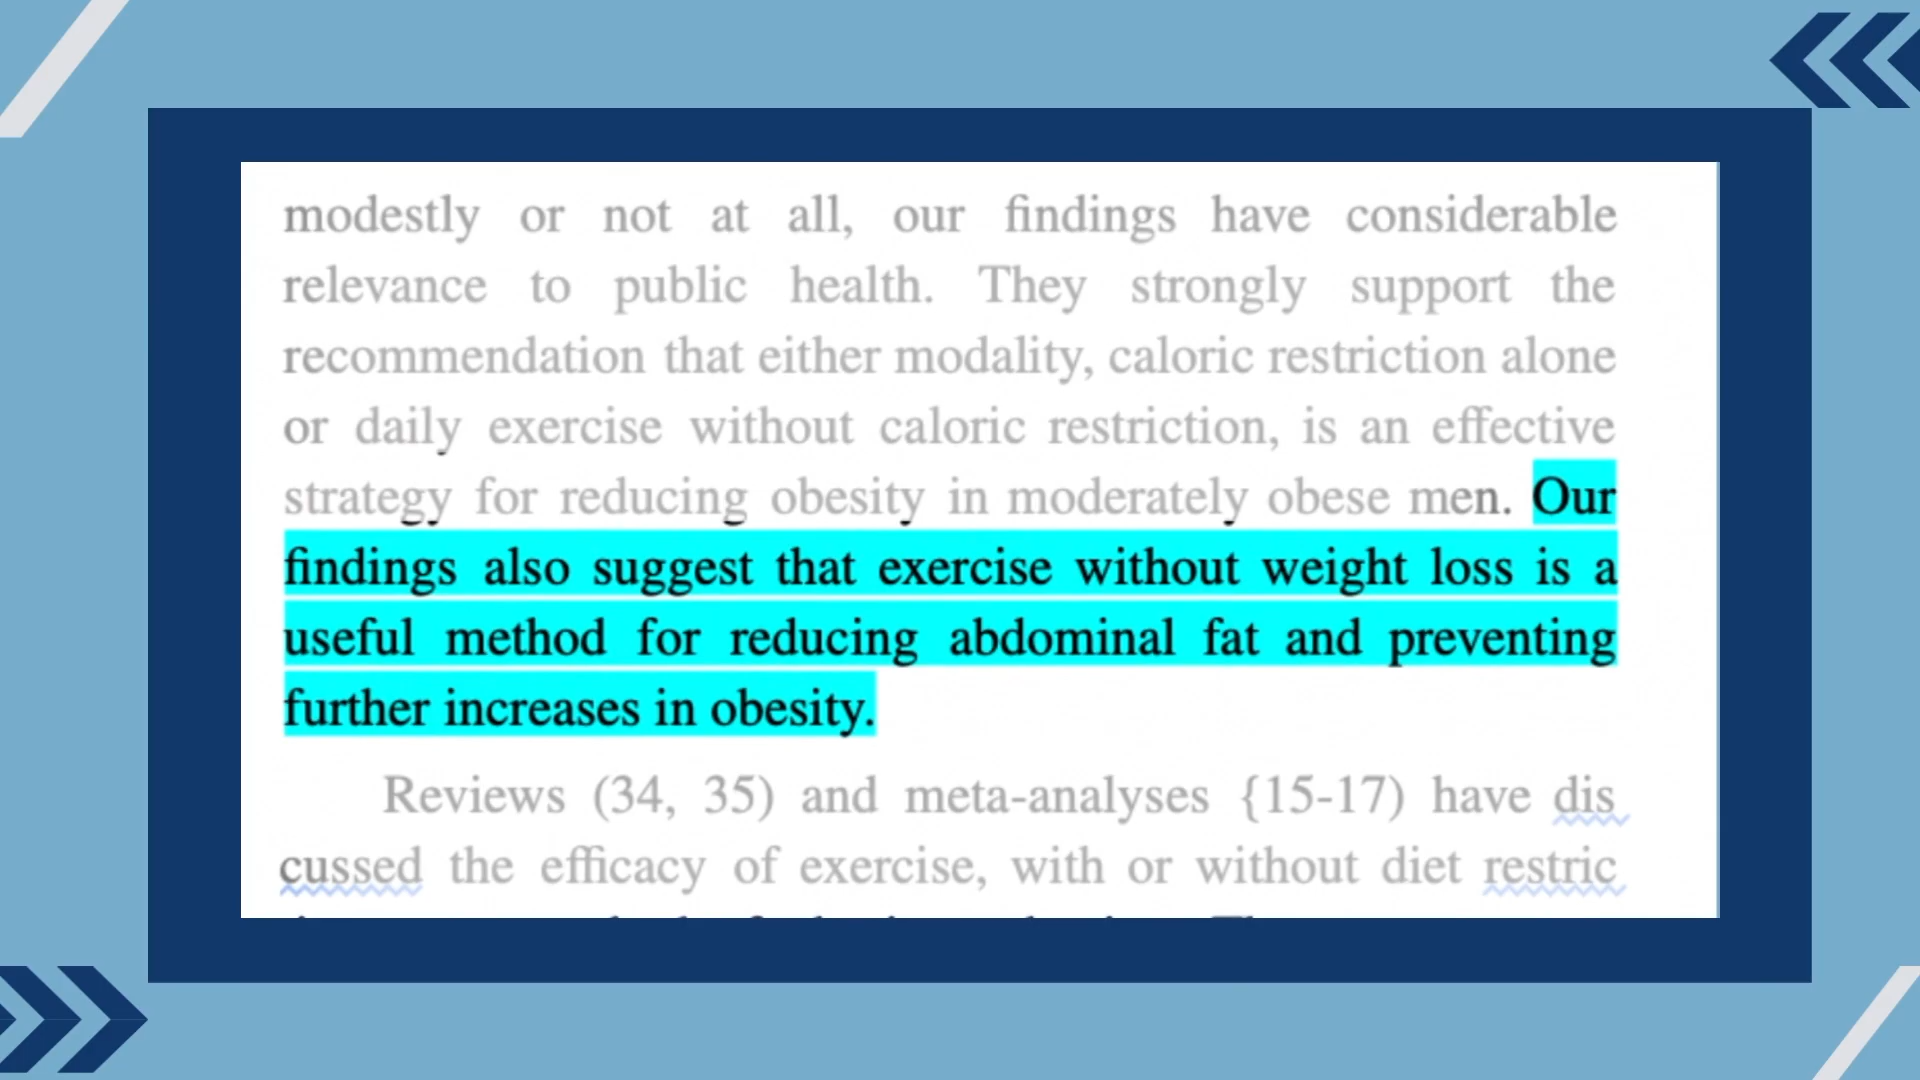 modestly or not at all, our findings have considerable
relevance to public health. They strongly support the
recommendation that either modality, caloric restriction alone
or daily exercise without caloric restriction, is an effective
strategy for reducing obesity in moderately obese men. Our
findings also suggest that exercise without weight loss is a
useful method for reducing abdominal fat and preventing
further increases in obesity.
Reviews (34, 35) and meta-analyses {15-17) have dis
cussed the efficacy of exercise, with or without diet restric